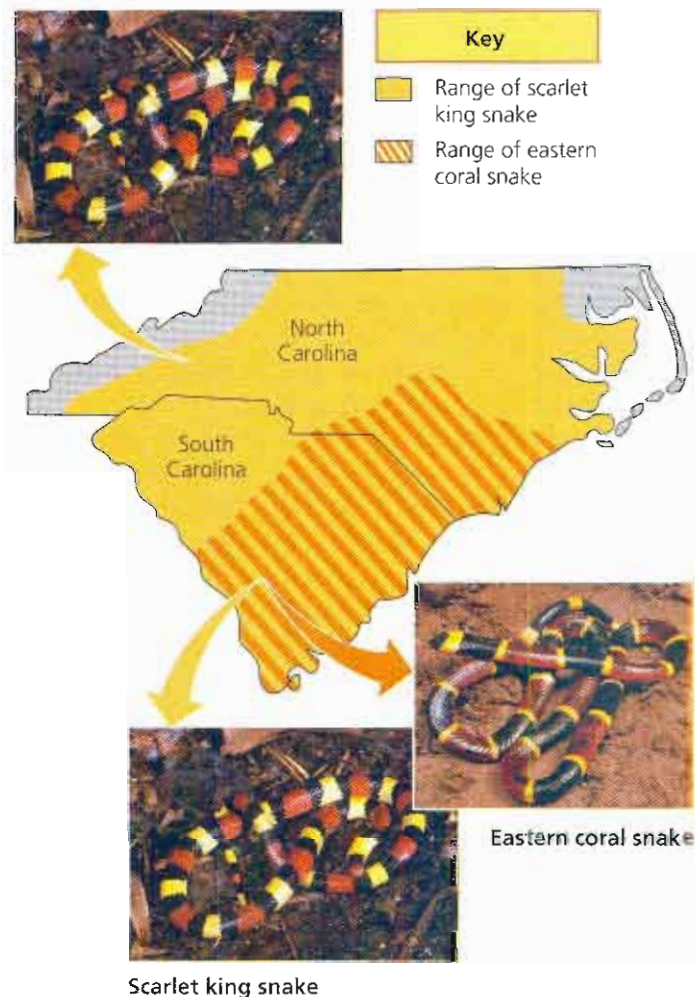 Key
Range of scarlet
king snake
Range of eastern
coral snake
North
Carolina
South
Carolina
Eastern coral snake
Scarlet king snake